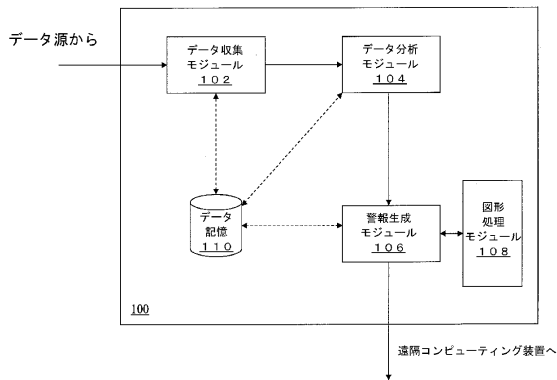 データ源から
データ収集
モジュール
１０２
データ分析
モジュール
１０４
データ
記憶
１１０
警報生成
モジュール
１０６
図形
処理
モジュール
１０８
100
遠隔コンピューティング装置へ